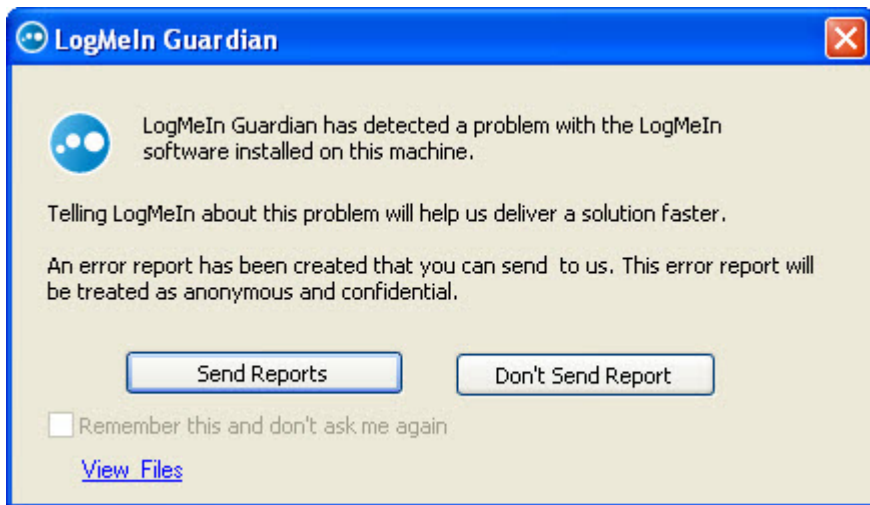 LogMeIn Guardian
LogMeIn Guardian has detected a problem with the LogMeIn
software installed on this machine.
Telling LogMeIn about this problem will help us deliver a solution faster.
An error report has been created that you can send  to us. This error report will
be treated as anonymous and confidential.
Send Reports
Don't Send Report
Remember this and don't ask me again
View  Files